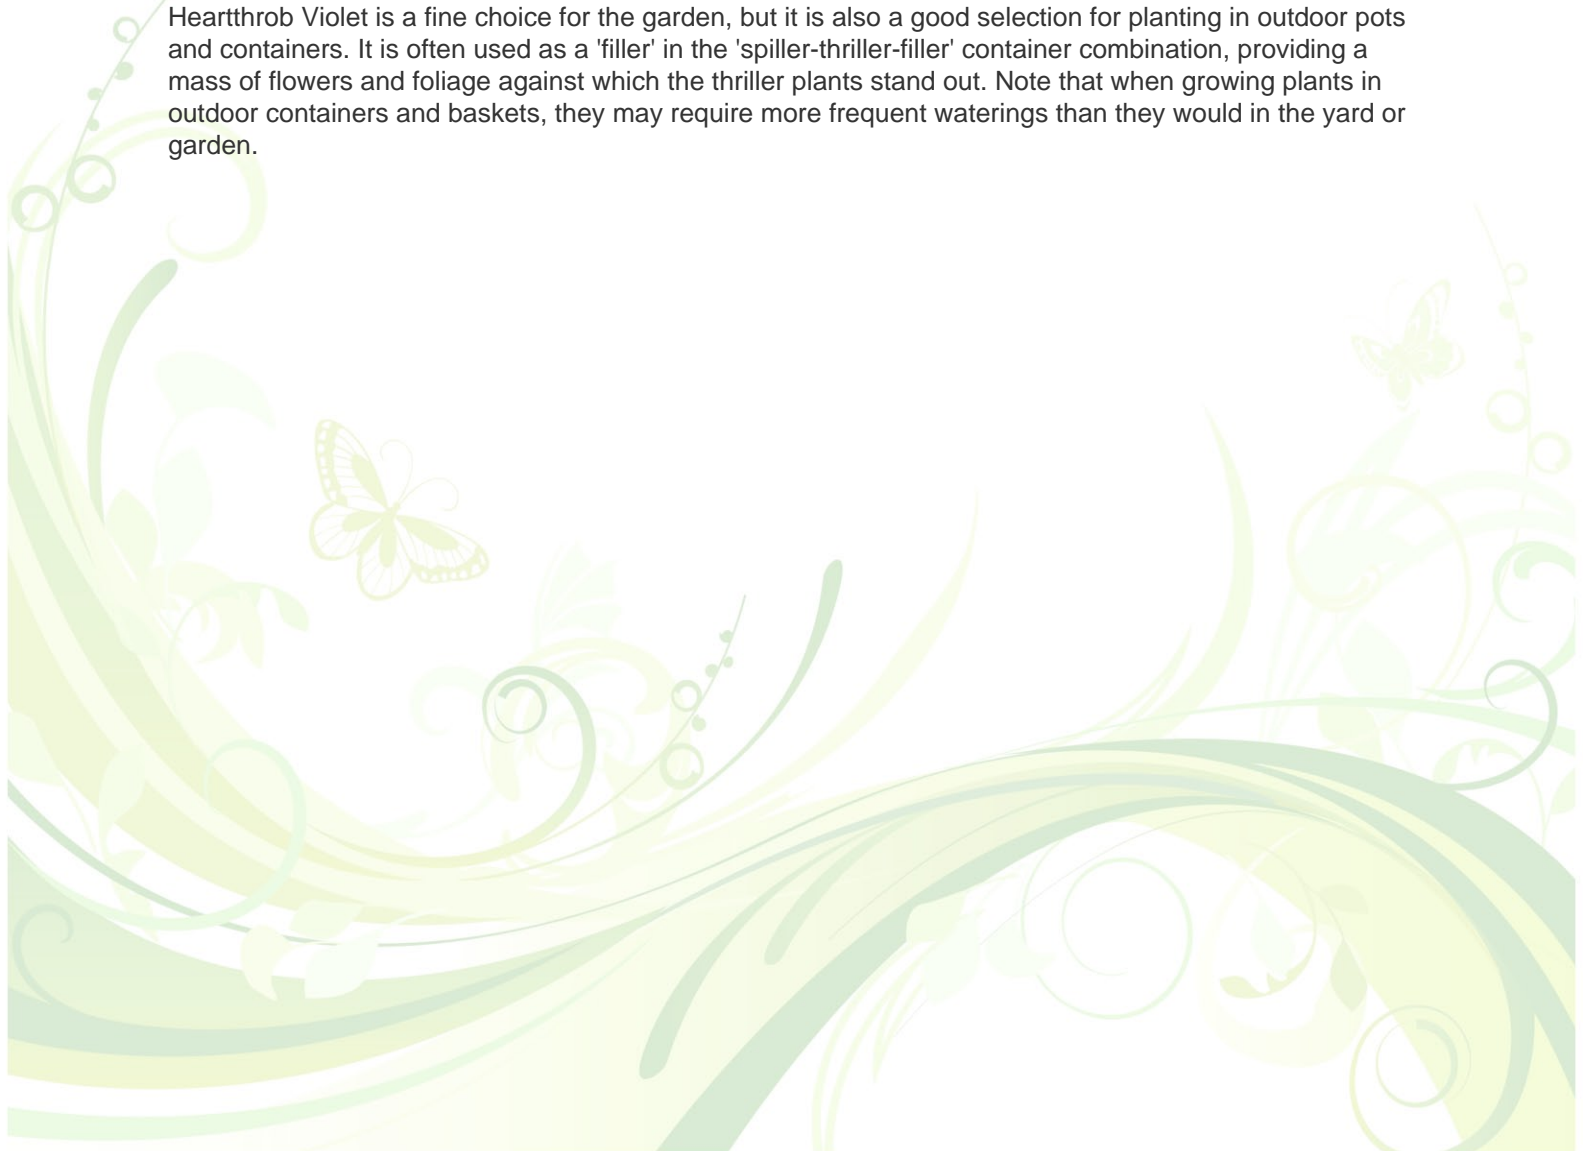 Heartthrob Violet is a fine choice for the garden, but it is also a good selection for planting in outdoor pots
and containers. It is often used as a 'filler' in the 'spiller-thriller-filler' container combination, providing a
mass of flowers and foliage against which the thriller plants stand out. Note that when growing plants in
outdoor containers and baskets, they may require more frequent waterings than they would in the yard or
garden.